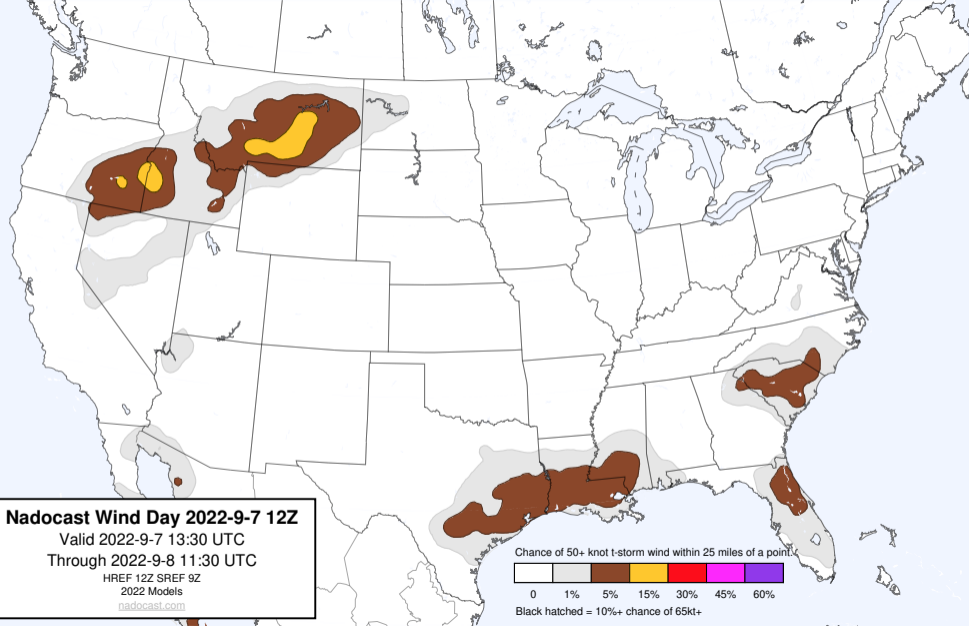 Nadocast Wind Day 2022-9-7 12Z
Valid 2022-9-7 13:30 UTC
Through 2022-9-8 11:30 UTC
HREF 12Z SREF 9Z
2022 Models
nadocast.com
Chance of 50+ knot t-storm wind within 25 miles of a point.
0 1% 5% 15% 30% 45% 60%
Black hatched = 10%+ chance of 65kt+